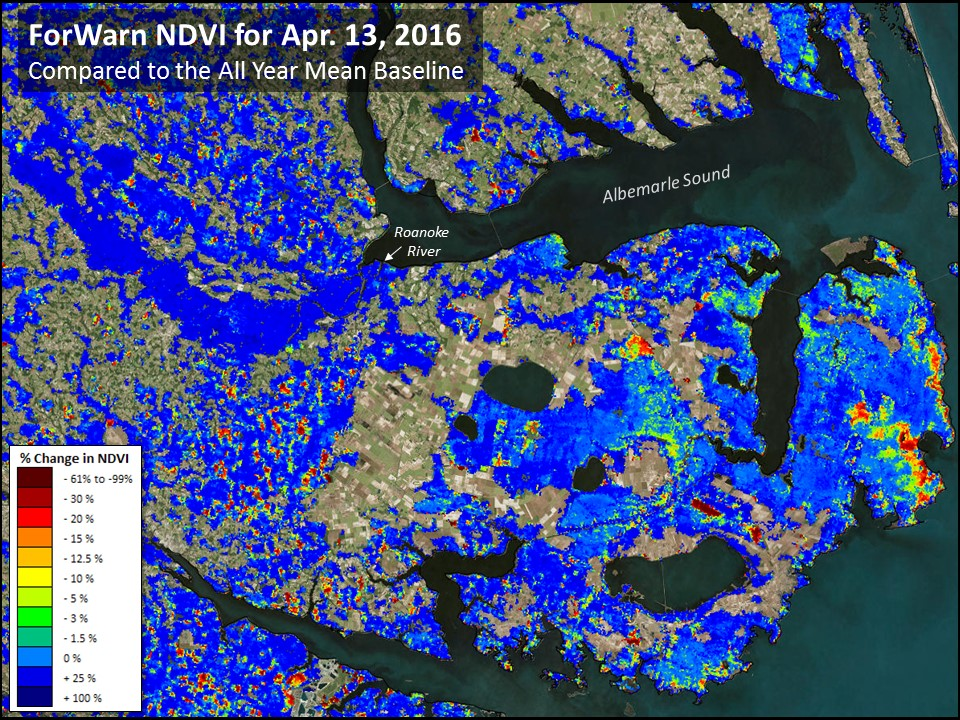 ForWarn NDVI for Apr. 13, 2016
Compared to the All Year Mean Baseline
Albemarle Sound
Roanoke
River
% Change in NDVI
- 61% to -99%
- 30 %
- 20 %
- 15 %
- 12.5 %
- 10 %
- 5 %
- 3 %
- 1.5 %
0 %
+ 25 %
+ 100 %